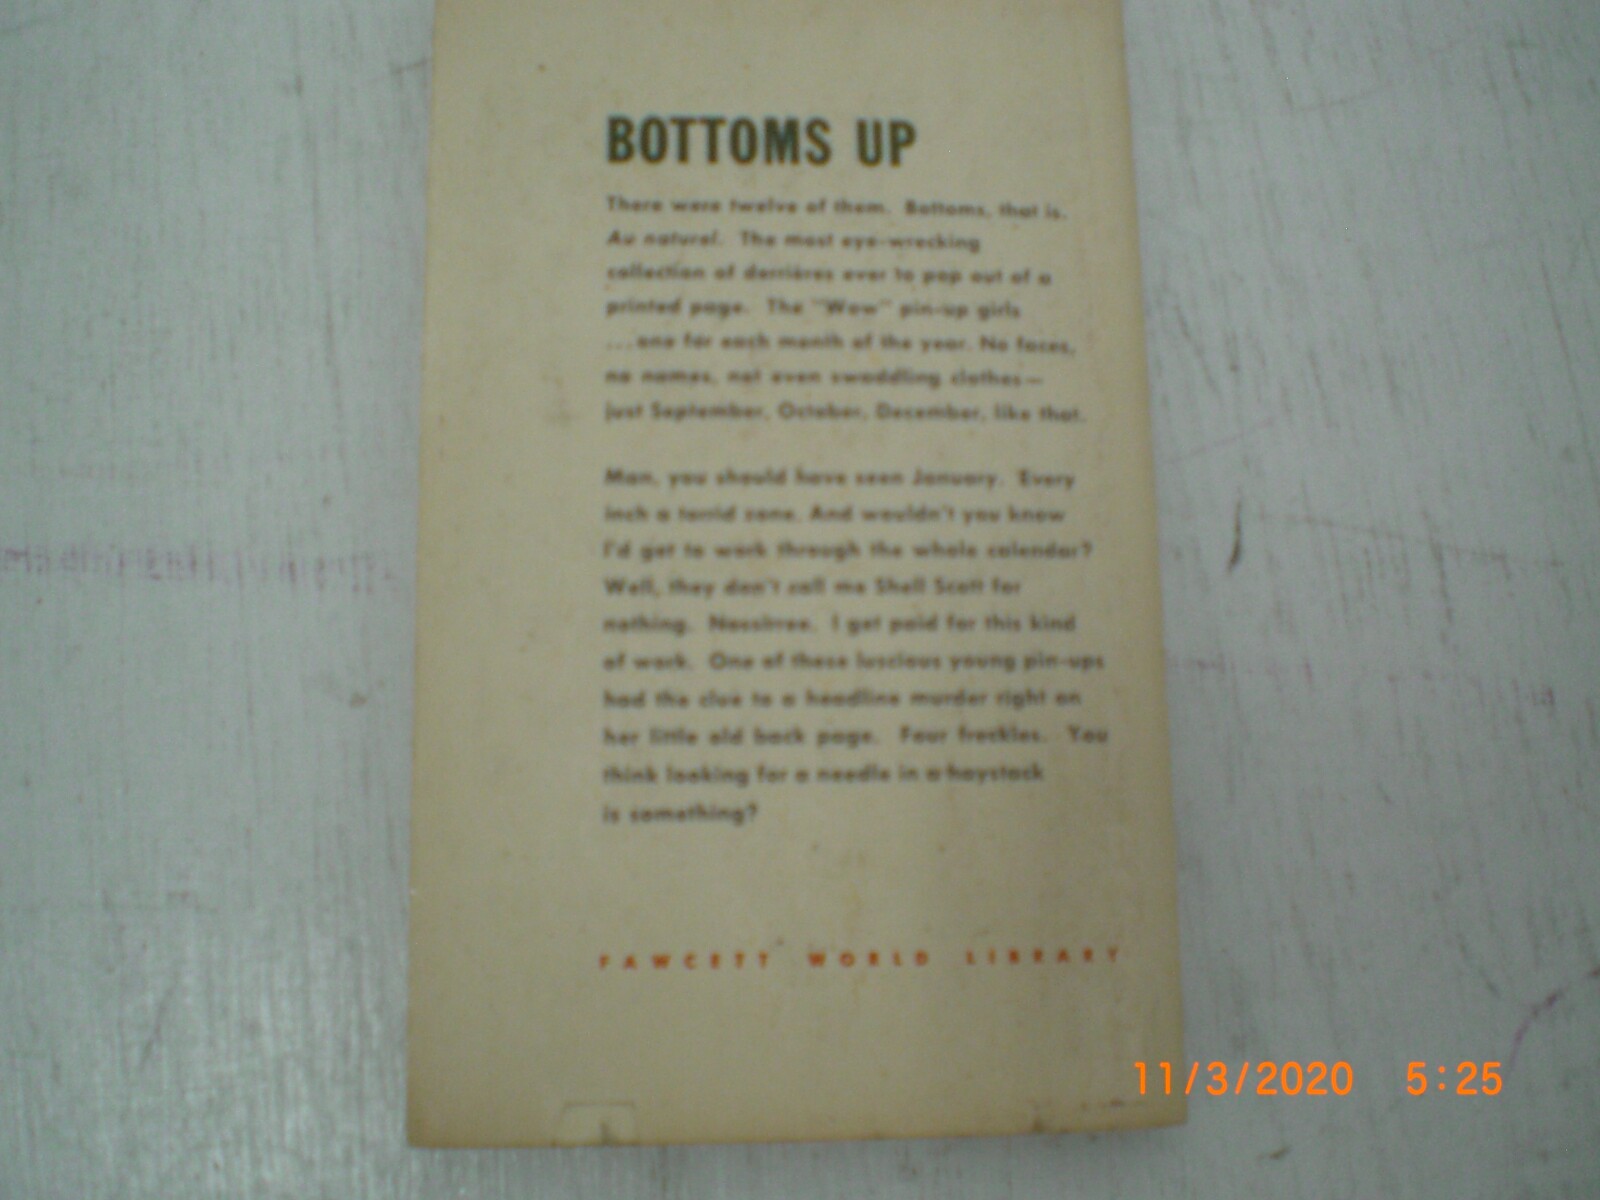 BOTTOMS UP
There were twelve of them. Bottoms, that is.
Au naturel. The most eye-wrecking
collection of derrières ever to pop out of a
printed page. The "Wow" pin-up girls
...one for each month of the year. No faces,
no names, not even swaddling clothes—
just September, October, December, like that.
Man, you should have seen January. Every
inch a torrid zone. And wouldn't you know
I'd get to work through the whole calendar?
Well, they don't call me Shell Scott for
nothing. Nossirree. I get paid for this kind
of work. One of these luscious young pin-ups
had the clue to a headline murder right on
her little old back page. Four freckles. You
think looking for a needle in a haystack
is something?
FAWCETT WORLD LIBRARY
11/3/2020 5:25